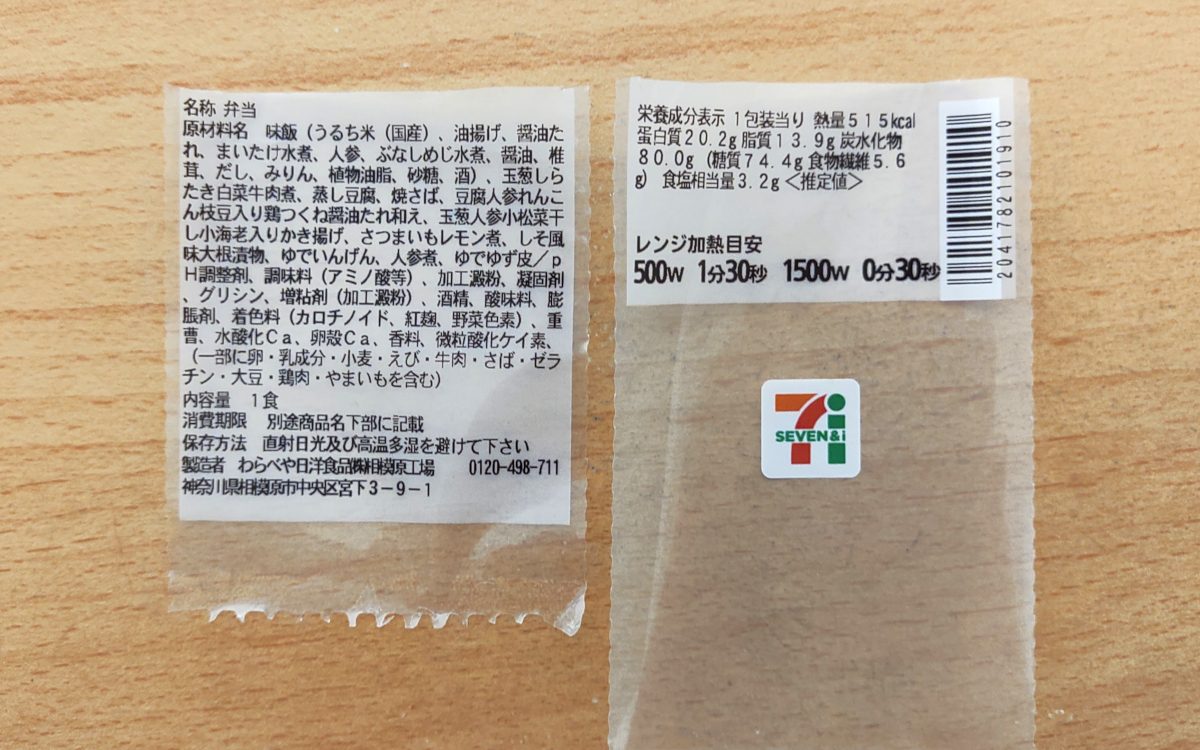 名称 弁当
原材料名 味飯(うるち米(国産)、油揚げ、醤油た
れ、まいたけ水煮、人参、ぶなしめじ水煮、醤油、椎
茸、だし、みりん、植物油脂、砂糖、酒)、玉葱しら
たき白菜牛肉煮、蒸し豆腐、焼さば、豆腐人参れんこ
ん枝豆入り鶏つくね醤油たれ和え、玉葱人参小松菜干
し小海老入りかき揚げ、さつまいもレモン煮、しそ風
味大根漬物、ゆでいんげん、人参煮、ゆでゆず皮/p
H調整剤、調味料(アミノ酸等)、加工澱粉、凝固剤
、グリシン、増粘剤(加工澱粉)、酒精、酸味料、膨
脹剤、着色料(カロチノイド、紅麹、野菜色素)、重
曹、水酸化Ca、卵殻Ca、香料、微粒酸化ケイ素、
(一部に卵・乳成分・小麦・えび・牛肉・さば・ゼラ
チン・大豆・鶏肉・やまいもを含む)
内容量 1食
消費期限 別途商品名下部に記載
保存方法 直射日光及び高温多湿を避けて下さい
製造者 わらべや日洋食品㈱相模原工場 0120-498-711
神奈川県相模原市中央区宮下3-9-1
栄養成分表示 1包装当り 熱量515kcal
蛋白質20.2g 脂質13.9g 炭水化物
80.0g (糖質74.4g 食物繊維5.6
g) 食塩相当量3.2g <推定値>
レンジ加熱目安
500W 1分30秒 1500W 0分30秒
2041782101910
SEVEN&i